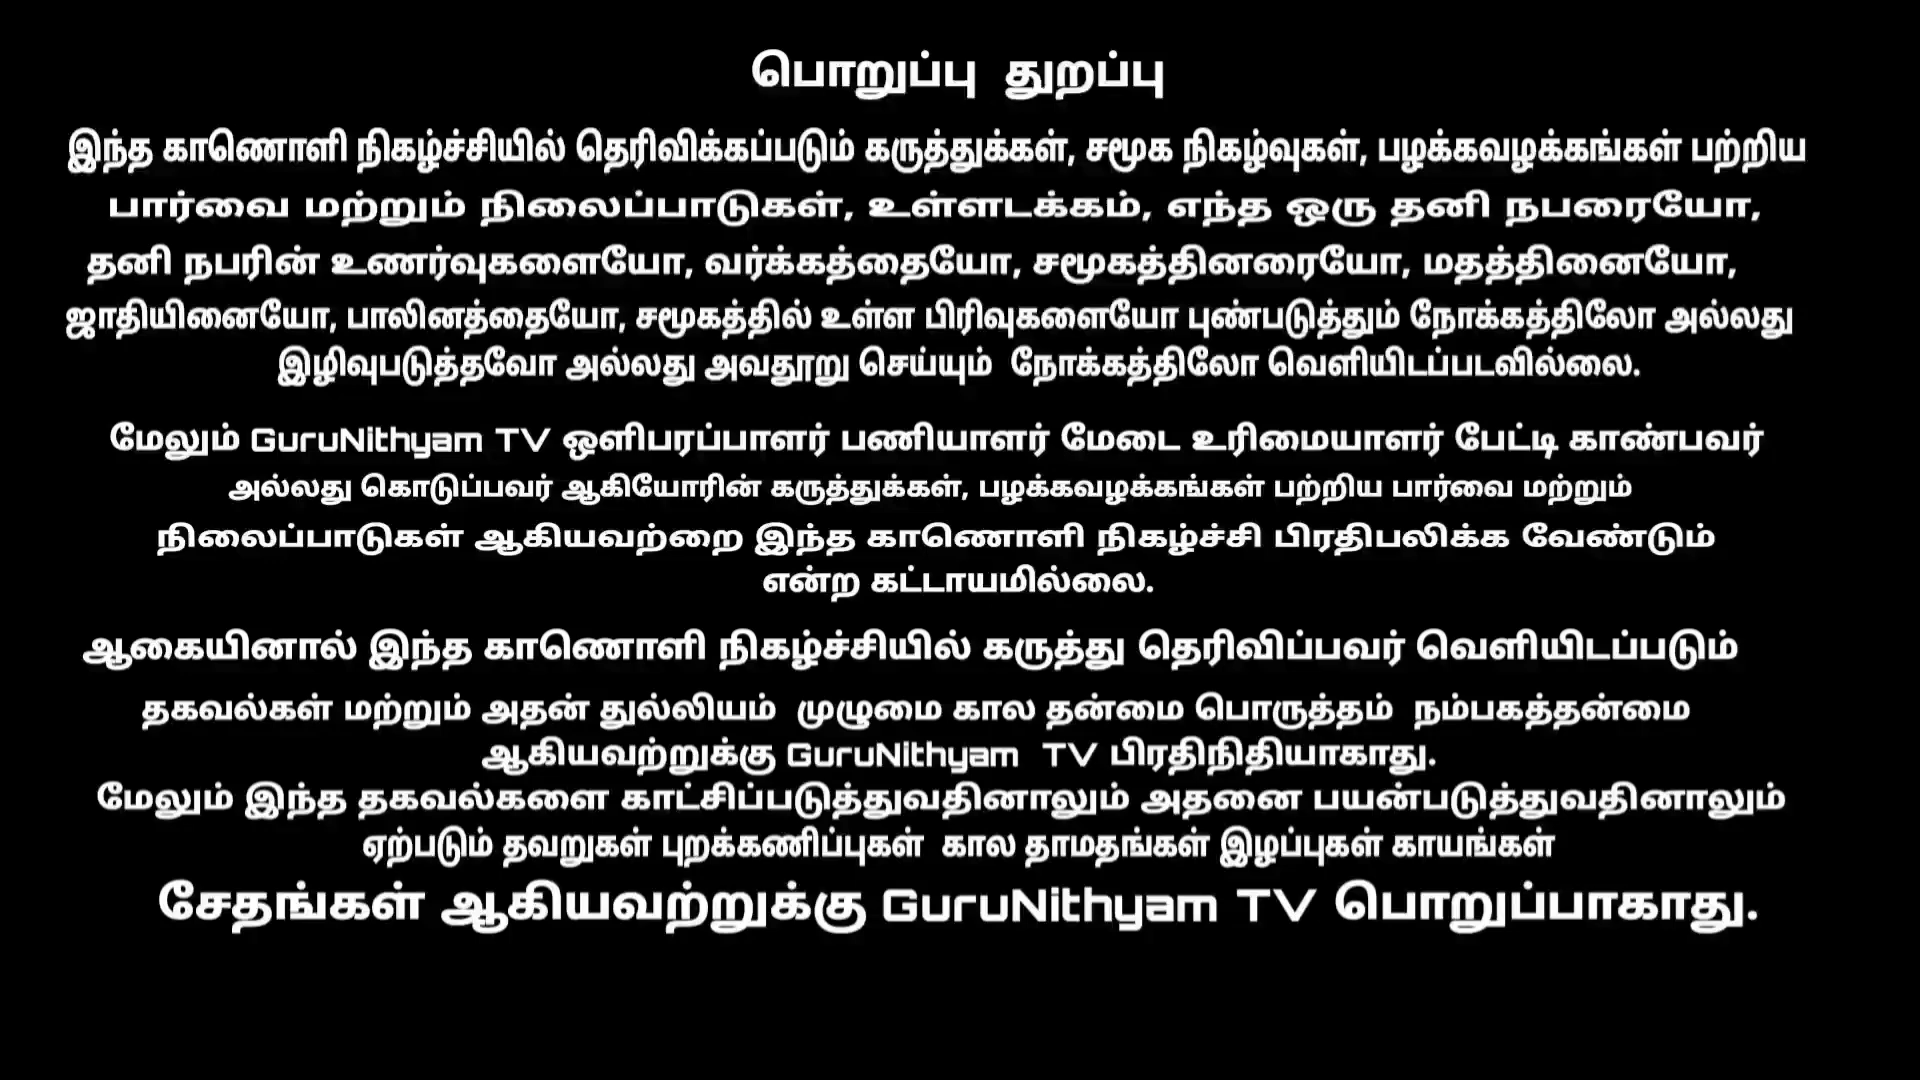 பொறுப்பு துறப்பு
இந்த காணொளி நிகழ்ச்சியில் தெரிவிக்கப்படும் கருத்துக்கள், சமூக நிகழ்வுகள், பழக்கவழக்கங்கள் பற்றிய
பார்வை மற்றும் நிலைப்பாடுகள், உள்ளடக்கம், எந்த ஒரு தனி நபரையோ,
தனி நபரின் உணர்வுகளையோ, வர்க்கத்தையோ, சமூகத்தினரையோ, மதத்தினையோ,
ஜாதியினையோ, பாலினத்தையோ, சமூகத்தில் உள்ள பிரிவுகளையோ புண்படுத்தும் நோக்கத்திலோ அல்லது
இழிவுபடுத்தவோ அல்லது அவதூறு செய்யும் நோக்கத்திலோ வெளியிடப்படவில்லை.
மேலும் GuruNithyam TV ஒளிபரப்பாளர் பணியாளர் மேடை உரிமையாளர் பேட்டி காண்பவர்
அல்லது கொடுப்பவர் ஆகியோரின் கருத்துக்கள், பழக்கவழக்கங்கள் பற்றிய பார்வை மற்றும்
நிலைப்பாடுகள் ஆகியவற்றை இந்த காணொளி நிகழ்ச்சி பிரதிபலிக்க வேண்டும்
என்ற கட்டாயமில்லை.
ஆகையினால் இந்த காணொளி நிகழ்ச்சியில் கருத்து தெரிவிப்பவர் வெளியிடப்படும்
தகவல்கள் மற்றும் அதன் துல்லியம் முழுமை கால தன்மை பொருத்தம் நம்பகத்தன்மை
ஆகியவற்றுக்கு GuruNithyam TV பிரதிநிதியாகாது.
மேலும் இந்த தகவல்களை காட்சிப்படுத்துவதினாலும் அதனை பயன்படுத்துவதினாலும்
ஏற்படும் தவறுகள் புறக்கணிப்புகள் கால தாமதங்கள் இழப்புகள் காயங்கள்
சேதங்கள் ஆகியவற்றுக்கு GuruNithyam TV பொறுப்பாகாது.